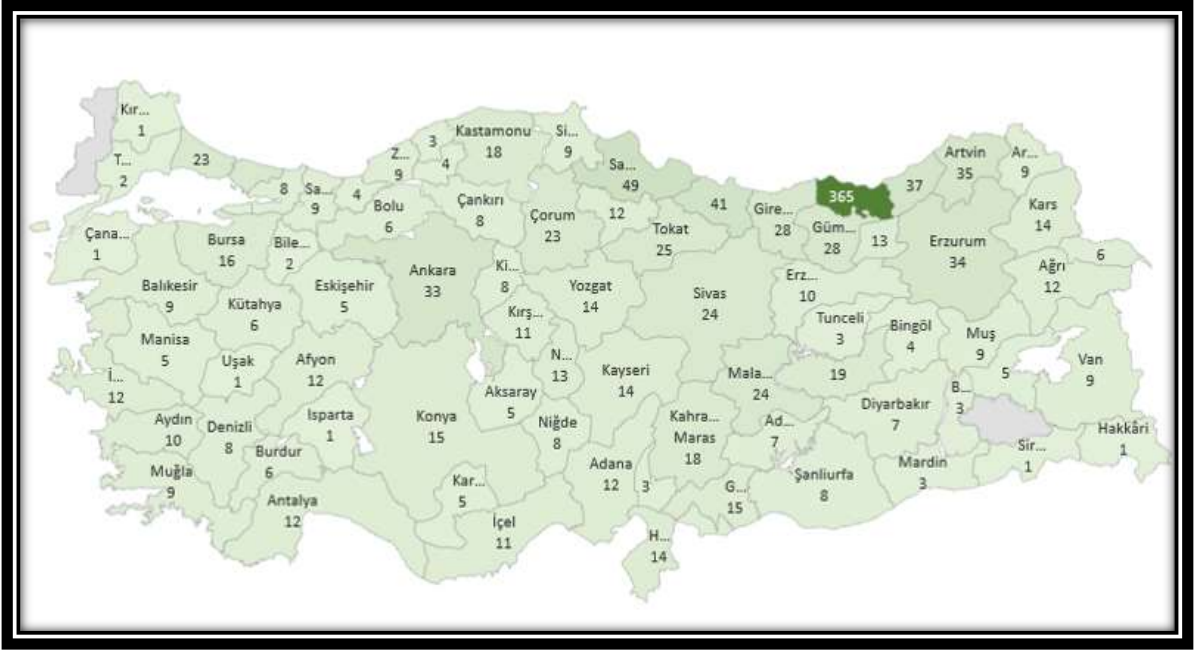 Kır...
1
T...
2
23
8
Sa...
9
4
Z...
9
3
4
Kastamonu
18
Si...
9
Sa...
49
41
Gire...
28
365
37
Artvin
35
Ar...
9
Kars
14
Güm...
28
13
Erzurum
34
6
Ağrı
12
Çana...
1
Bursa
16
Bile...
2
Bolu
6
Çankırı
8
Çorum
23
12
Tokat
25
Balıkesir
9
Kütahya
6
Eskişehir
5
Ankara
33
Ki...
8
Kırş...
11
Yozgat
14
Sivas
24
Erz...
10
Tunceli
3
Bingöl
4
Muş
9
5
Van
9
Manisa
5
Uşak
1
Afyon
12
İ...
12
Aydın
10
Denizli
8
Isparta
1
Burdur
6
Muğla
9
Antalya
12
Konya
15
Aksaray
5
N...
13
Niğde
8
Kayseri
14
Mala...
24
19
Diyarbakır
7
B...
3
Kahra...
Maras
18
Ad...
7
Adana
12
3
G...
15
Şanliurfa
8
Mardin
3
Sir...
1
Hakkâri
1
Kar...
5
İçel
11
H...
14